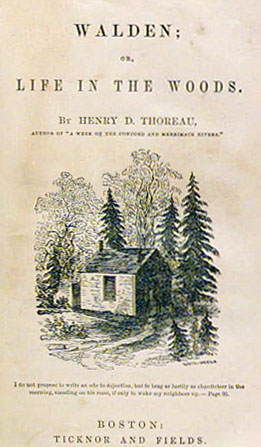 WALDEN;
OR,
LIFE IN THE WOODS.
BY HENRY D. THOREAU,
AUTHOR OF "A WEEK ON THE CONCORD AND MERRIMACK RIVERS."
I do not propose to write an ode to dejection, but to brag as lustily as chanticleer in the
morning, standing on his roost, if only to wake my neighbors up. — Page 92.
BOSTON:
TICKNOR AND FIELDS.